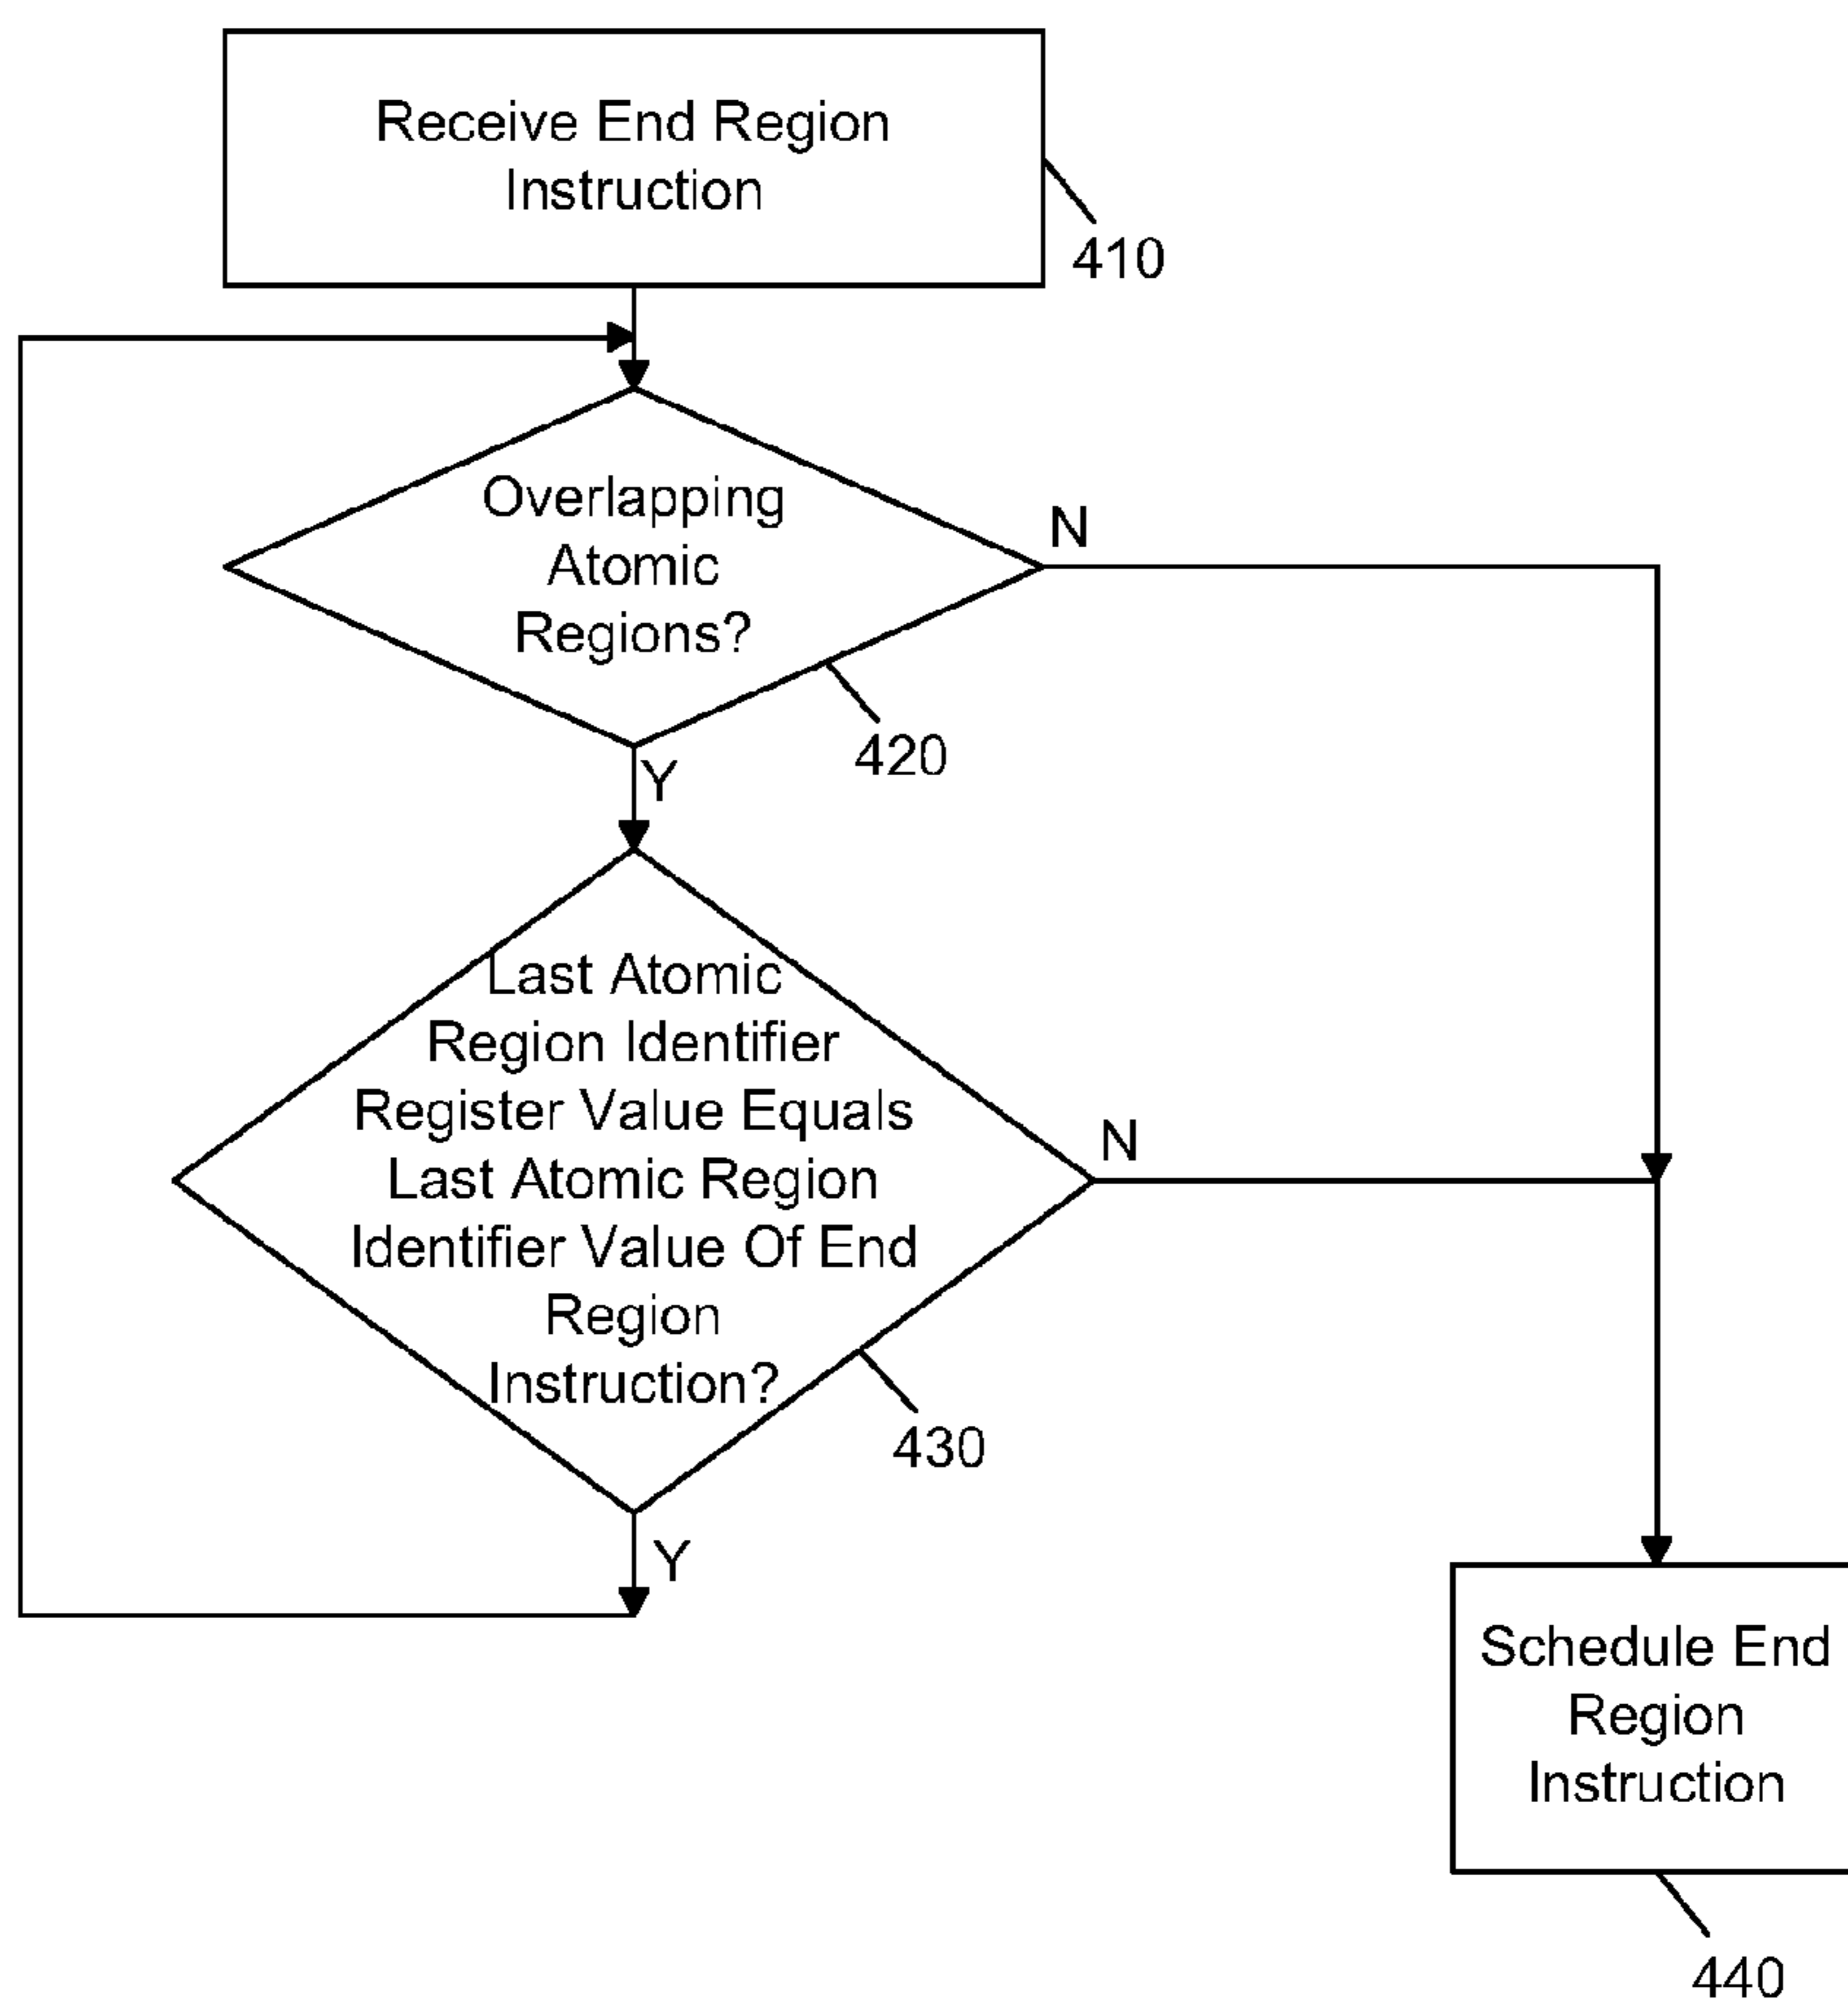 Receive End Region
Instruction
410
Overlapping
Atomic
Regions?
N
420
Y
Last Atomic
Region Identifier
Register Value Equals
Last Atomic Region
Identifier Value Of End
Region
Instruction?
N
430
Y
Schedule End
Region
Instruction
440